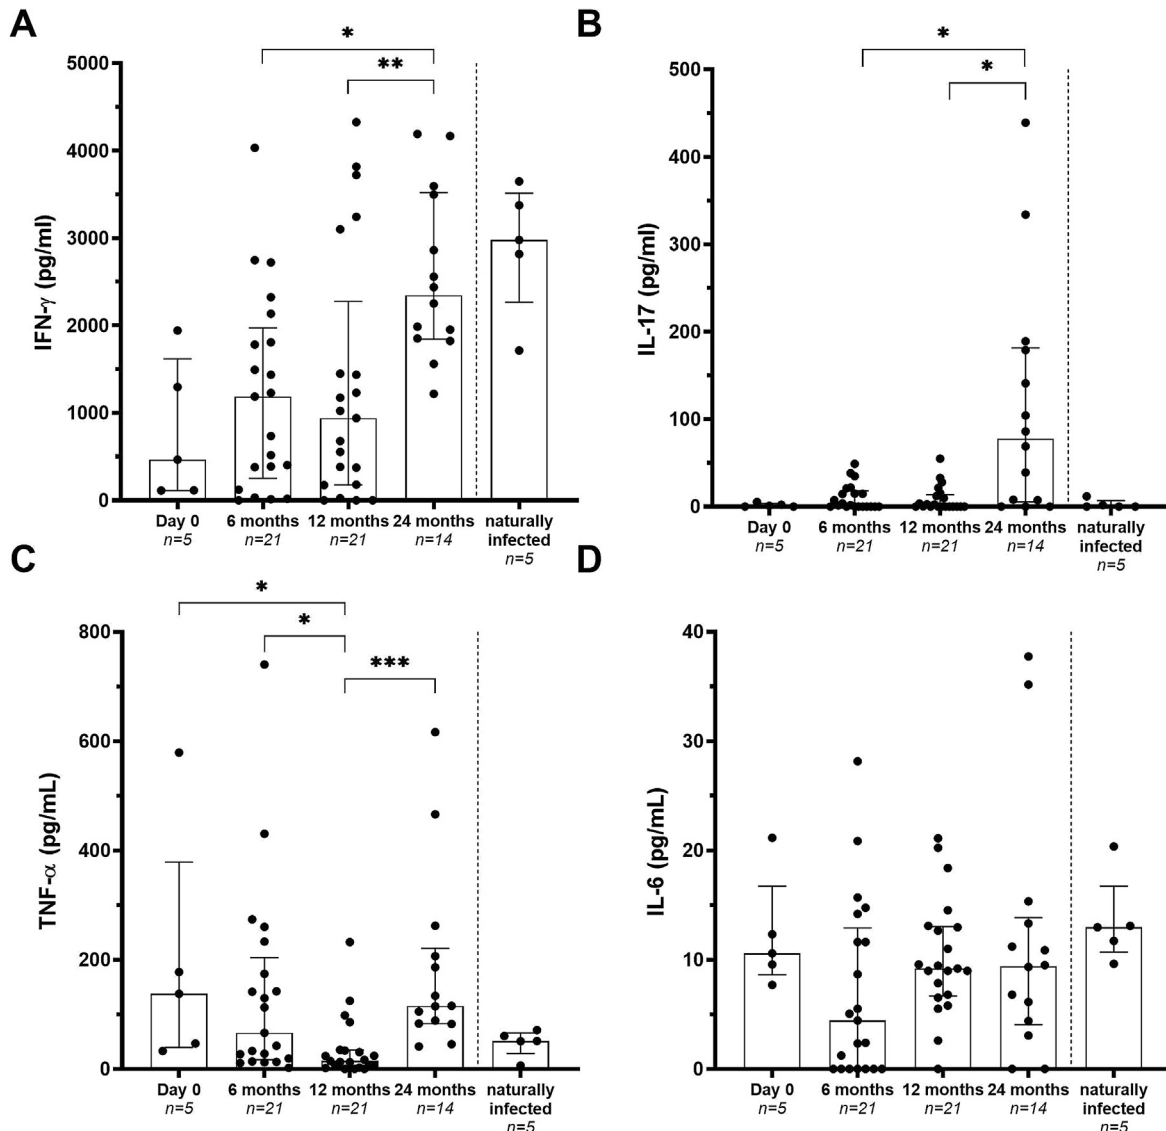 A
*
**
5000
4000
3000
2000
1000
0
IFN-γ (pg/ml)
Day 0
n=5
6 months
n=21
12 months
n=21
24 months
n=14
naturally
infected
n=5
B
*
*
500
400
300
200
100
0
IL-17 (pg/ml)
Day 0
n=5
6 months
n=21
12 months
n=21
24 months
n=14
naturally
infected
n=5
C
*
*
***
800
600
400
200
0
TNF-α (pg/mL)
Day 0
n=5
6 months
n=21
12 months
n=21
24 months
n=14
naturally
infected
n=5
D
40
30
20
10
0
IL-6 (pg/mL)
Day 0
n=5
6 months
n=21
12 months
n=21
24 months
n=14
naturally
infected
n=5